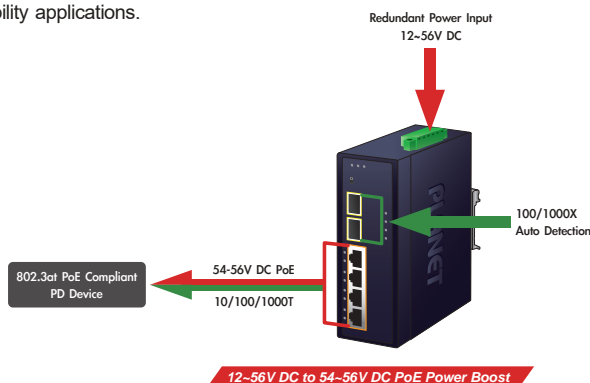 bility applications.
Redundant Power Input
12~56V DC
PLANET
100/1000X
Auto Detection
54-56V DC PoE
10/100/1000T
802.3at PoE Compliant
PD Device
12~56V DC to 54~56V DC PoE Power Boost